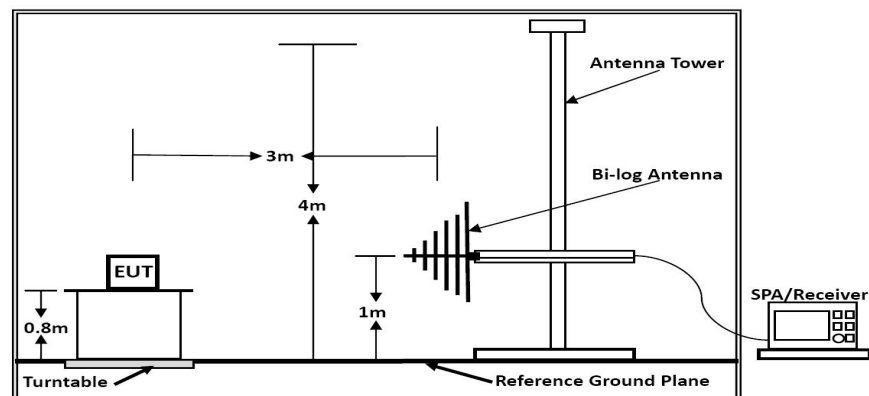 Antenna Tower
3m
Bi-log Antenna
4m
EUT
SPA/Receiver
0.8m
1m
Turntable
Reference Ground Plane